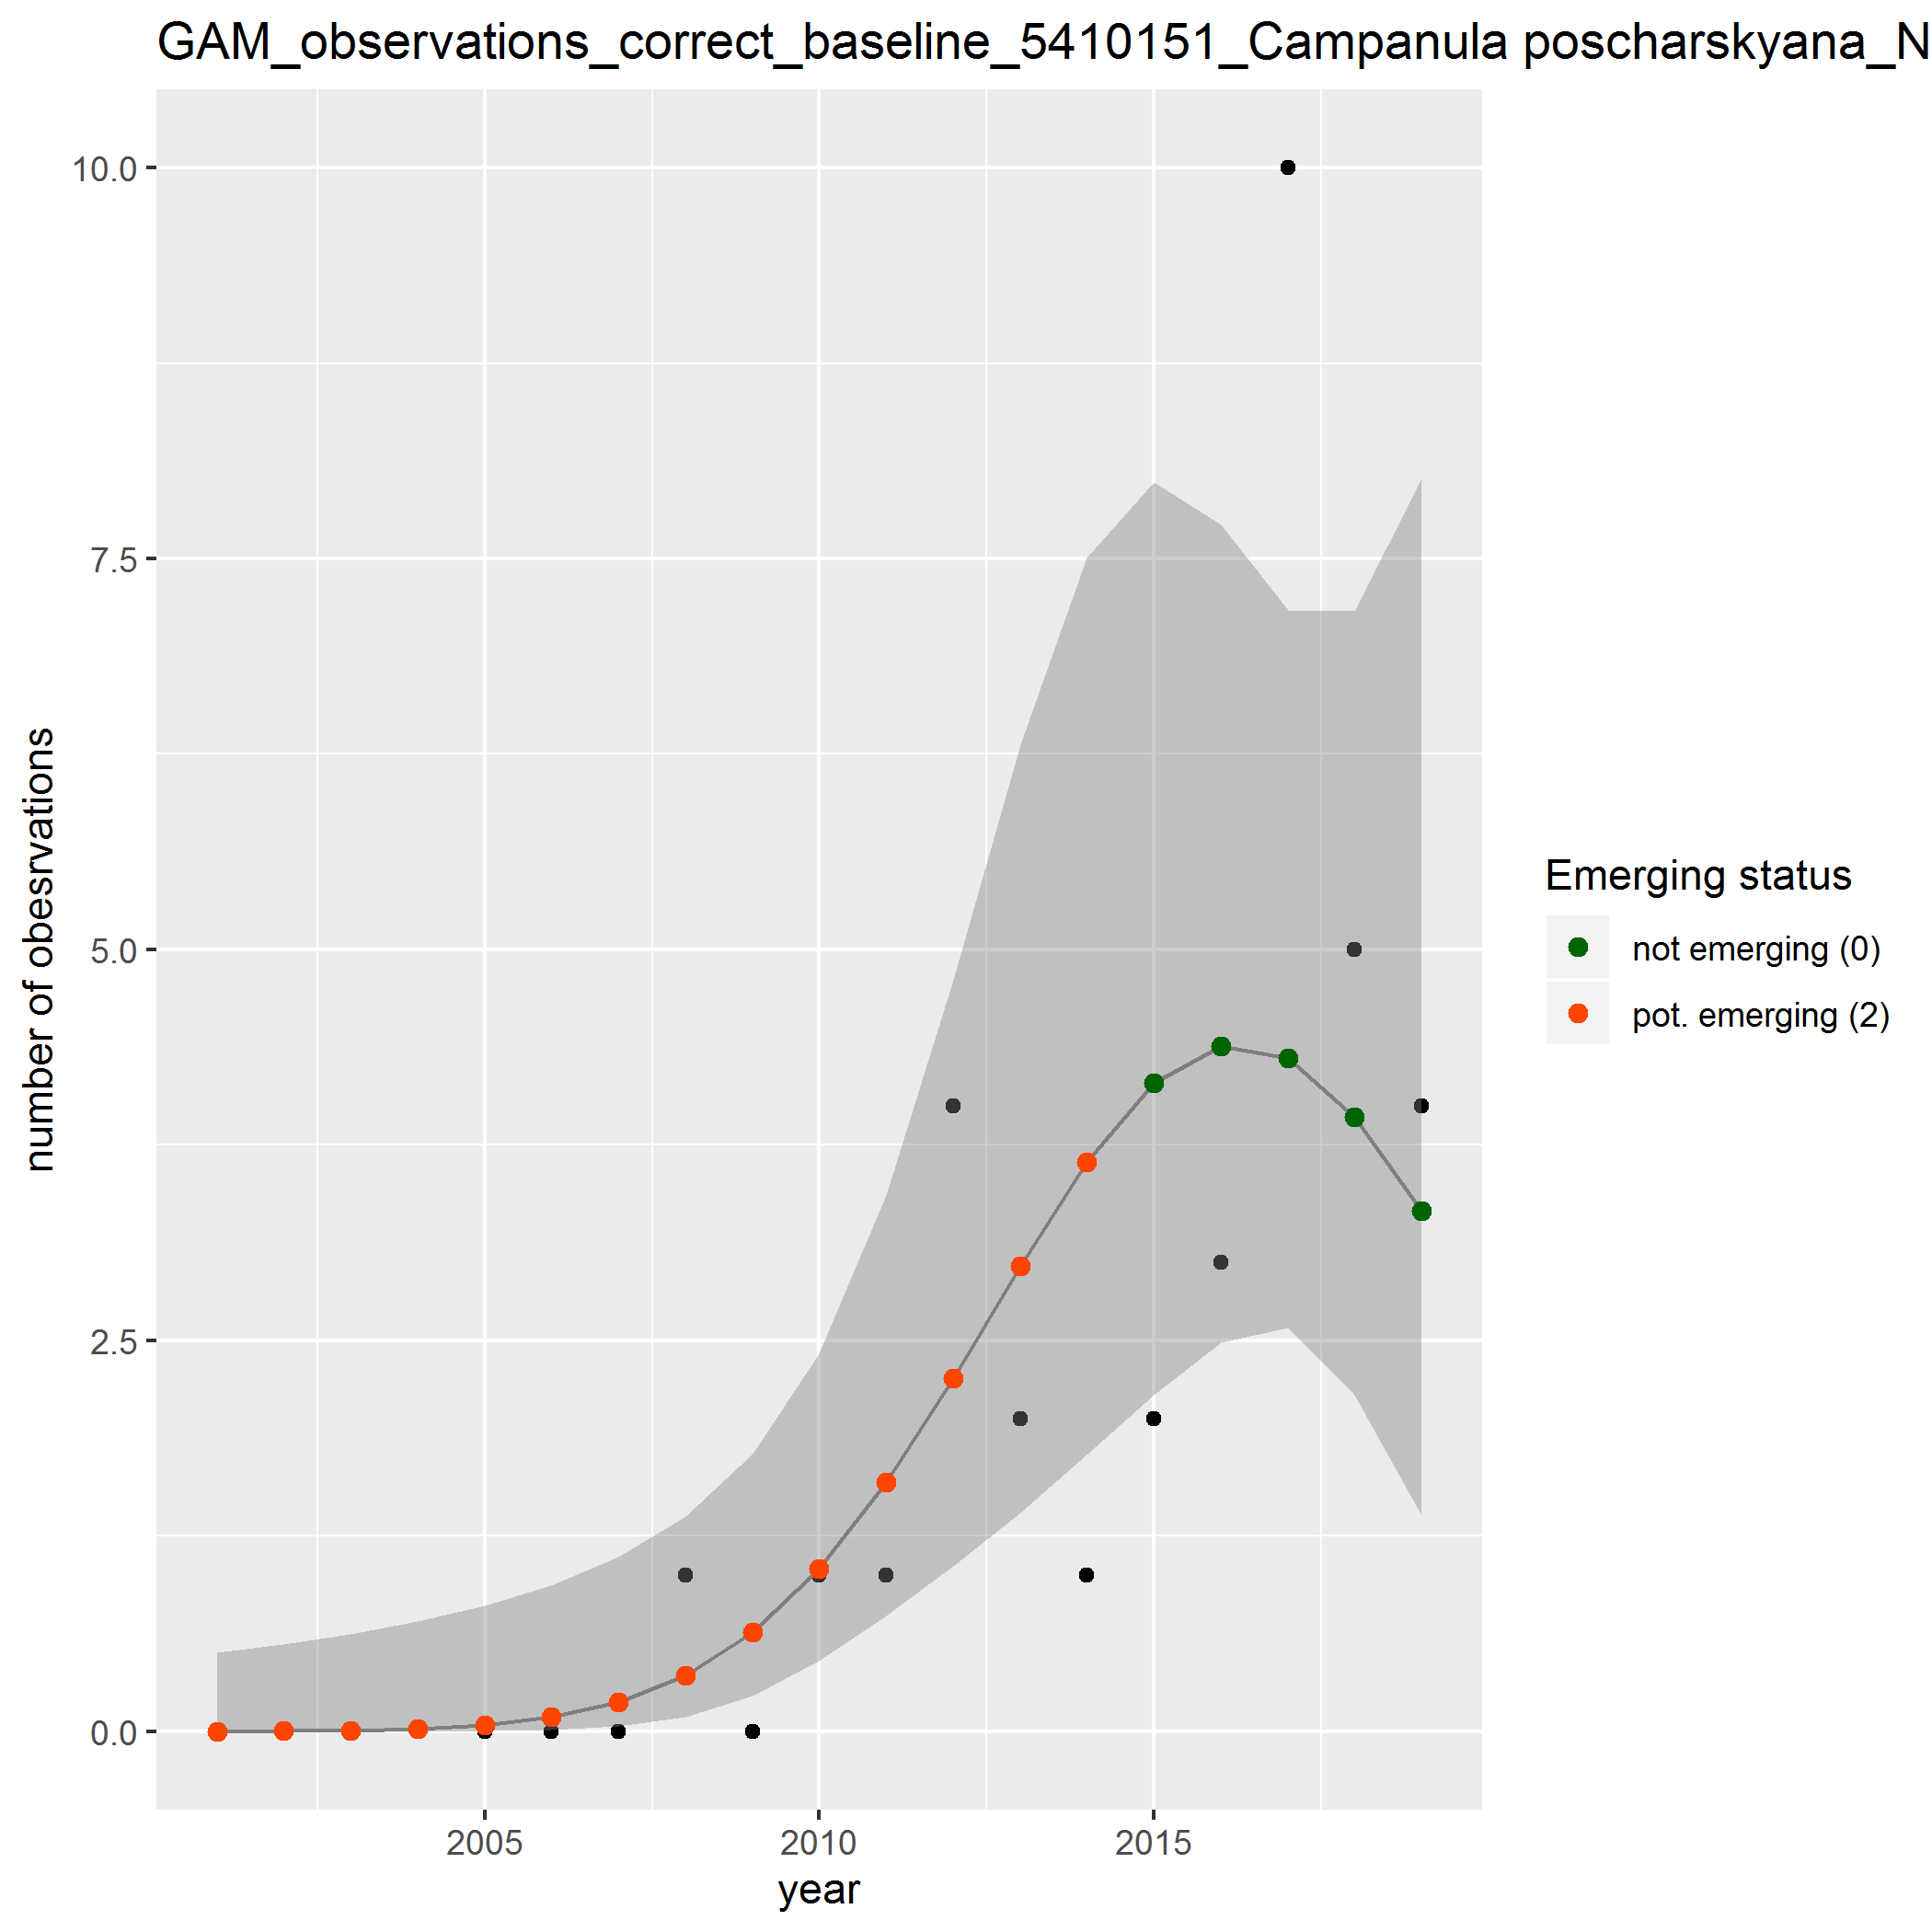 GAM_observations_correct_baseline_5410151_Campanula poscharskyana_N
number of obesrvations
10.0
7.5
5.0
2.5
0.0
2005
2010
2015
year
Emerging status
not emerging (0)
pot. emerging (2)